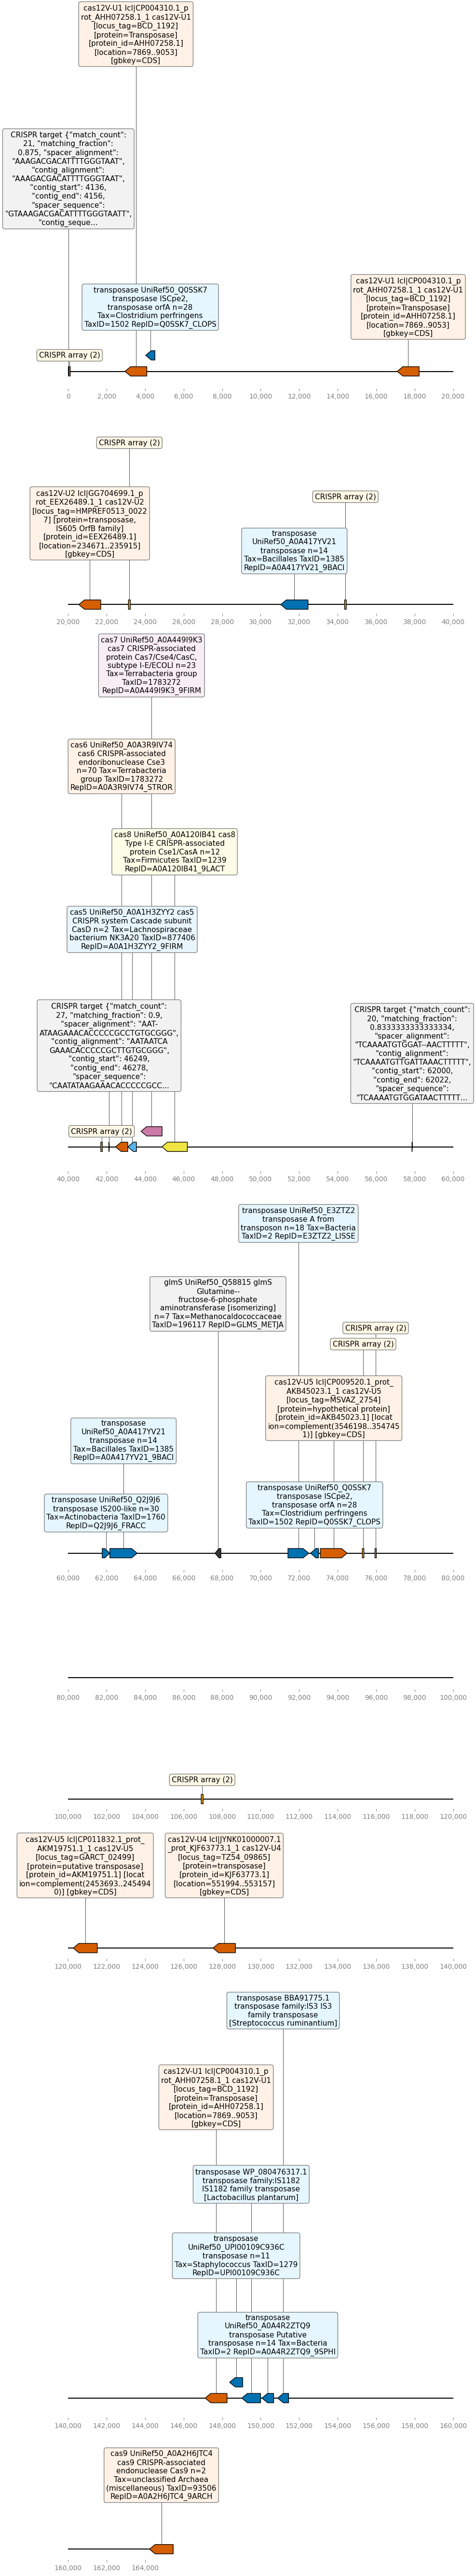 cas12V-U1 lcl|CP004310.1_p
rot_AHH07258.1_1 cas12V-U1
[locus_tag=BCD_1192]
[protein=Transposase]
[protein_id=AHH07258.1]
[location=7869..9053]
[gbkey=CDS]
CRISPR target {"match_count":
21, "matching_fraction":
0.875, "spacer_alignment":
"AAAGACGACATTTTGGGTAAT",
"contig_alignment":
"AAAGACGACATTTTGGGTAAT",
"contig_start": 4136,
"contig_end": 4156,
"spacer_sequence":
"GTAAAGACGACATTTTGGGTAATT",
"contig_seque...
transposase UniRef50_Q0SSK7
transposase ISCpe2,
transposase orfA n=28
Tax=Clostridium perfringens
TaxID=1502 RepID=Q0SSK7_CLOPS
cas12V-U1 lcl|CP004310.1_p
rot_AHH07258.1_1 cas12V-U1
[locus_tag=BCD_1192]
[protein=Transposase]
[protein_id=AHH07258.1]
[location=7869..9053]
[gbkey=CDS]
CRISPR array (2)
0 2,000 4,000 6,000 8,000 10,000 12,000 14,000 16,000 18,000 20,000
CRISPR array (2)
cas12V-U2 lcl|GG704699.1_p
rot_EEX26489.1_1 cas12V-U2
[locus_tag=HMPREF0513_0022
7] [protein=transposase,
IS605 OrfB family]
[protein_id=EEX26489.1]
[location=234671..235915]
[gbkey=CDS]
CRISPR array (2)
transposase
UniRef50_A0A417YV21
transposase n=14
Tax=Bacillales TaxID=1385
RepID=A0A417YV21_9BACI
20,000 22,000 24,000 26,000 28,000 30,000 32,000 34,000 36,000 38,000 40,000
cas7 UniRef50_A0A449I9K3
cas7 CRISPR-associated
protein Cas7/Cse4/CasC,
subtype I-E/ECOLI n=23
Tax=Terrabacteria group
TaxID=1783272
RepID=A0A449I9K3_9FIRM
cas6 UniRef50_A0A3R9IV74
cas6 CRISPR-associated
endoribonuclease Cse3
n=70 Tax=Terrabacteria
group TaxID=1783272
RepID=A0A3R9IV74_STROR
cas8 UniRef50_A0A120IB41 cas8
Type I-E CRISPR-associated
protein Cse1/CasA n=12
Tax=Firmicutes TaxID=1239
RepID=A0A120IB41_9LACT
cas5 UniRef50_A0A1H3ZYY2 cas5
CRISPR system Cascade subunit
CasD n=2 Tax=Lachnospiraceae
bacterium NK3A20 TaxID=877406
RepID=A0A1H3ZYY2_9FIRM
CRISPR target {"match_count":
27, "matching_fraction": 0.9,
"spacer_alignment": "AAT-
ATAAGAAACACCCCCGCCTGTGCGGG",
"contig_alignment": "AATAATCA
GAAACACCCCCGCTTGTGCGGG",
"contig_start": 46249,
"contig_end": 46278,
"spacer_sequence":
"CAATATAAGAAACACCCCCGCC...
CRISPR target {"match_count":
20, "matching_fraction":
0.8333333333333334,
"spacer_alignment":
"TCAAAATGTGGAT--AACTTTTT",
"contig_alignment":
"TCAAAATGTTGATTAAACTTTTT",
"contig_start": 62000,
"contig_end": 62022,
"spacer_sequence":
"TCAAAATGTGGATAACTTTTT...
CRISPR array (2)
40,000 42,000 44,000 46,000 48,000 50,000 52,000 54,000 56,000 58,000 60,000
transposase UniRef50_E3ZTZ2
transposase A from
transposon n=18 Tax=Bacteria
TaxID=2 RepID=E3ZTZ2_LISSE
glmS UniRef50_Q58815 glmS
Glutamine--
fructose-6-phosphate
aminotransferase [isomerizing]
n=7 Tax=Methanocaldococcaceae
TaxID=196117 RepID=GLMS_METJA
CRISPR array (2)
CRISPR array (2)
cas12V-U5 lcl|CP009520.1_prot_
AKB45023.1_1 cas12V-U5
[locus_tag=MSVAZ_2754]
[protein=hypothetical protein]
[protein_id=AKB45023.1] [locat
ion=complement(3546198..354745
1)] [gbkey=CDS]
transposase
UniRef50_A0A417YV21
transposase n=14
Tax=Bacillales TaxID=1385
RepID=A0A417YV21_9BACI
transposase UniRef50_Q0SSK7
transposase ISCpe2,
transposase orfA n=28
Tax=Clostridium perfringens
TaxID=1502 RepID=Q0SSK7_CLOPS
transposase UniRef50_Q2J9J6
transposase IS200-like n=30
Tax=Actinobacteria TaxID=1760
RepID=Q2J9J6_FRACC
60,000 62,000 64,000 66,000 68,000 70,000 72,000 74,000 76,000 78,000 80,000
80,000 82,000 84,000 86,000 88,000 90,000 92,000 94,000 96,000 98,000 100,000
CRISPR array (2)
100,000 102,000 104,000 106,000 108,000 110,000 112,000 114,000 116,000 118,000 120,000
cas12V-U5 lcl|CP011832.1_prot_
AKM19751.1_1 cas12V-U5
[locus_tag=GARCT_02499]
[protein=putative transposase]
[protein_id=AKM19751.1] [locat
ion=complement(2453693..245494
0)] [gbkey=CDS]
cas12V-U4 lcl|JYNK01000007.1
_prot_KJF63773.1_1 cas12V-U4
[locus_tag=TZ54_09865]
[protein=transposase]
[protein_id=KJF63773.1]
[location=551994..553157]
[gbkey=CDS]
120,000 122,000 124,000 126,000 128,000 130,000 132,000 134,000 136,000 138,000 140,000
transposase BBA91775.1
transposase family:IS3 IS3
family transposase
[Streptococcus ruminantium]
cas12V-U1 lcl|CP004310.1_p
rot_AHH07258.1_1 cas12V-U1
[locus_tag=BCD_1192]
[protein=Transposase]
[protein_id=AHH07258.1]
[location=7869..9053]
[gbkey=CDS]
transposase WP_080476317.1
transposase family:IS1182
IS1182 family transposase
[Lactobacillus plantarum]
transposase
UniRef50_UPI00109C936C
transposase n=11
Tax=Staphylococcus TaxID=1279
RepID=UPI00109C936C
transposase
UniRef50_A0A4R2ZTQ9
transposase Putative
transposase n=14 Tax=Bacteria
TaxID=2 RepID=A0A4R2ZTQ9_9SPHI
140,000 142,000 144,000 146,000 148,000 150,000 152,000 154,000 156,000 158,000 160,000
cas9 UniRef50_A0A2H6JTC4
cas9 CRISPR-associated
endonuclease Cas9 n=2
Tax=unclassified Archaea
(miscellaneous) TaxID=93506
RepID=A0A2H6JTC4_9ARCH
160,000 162,000 164,000